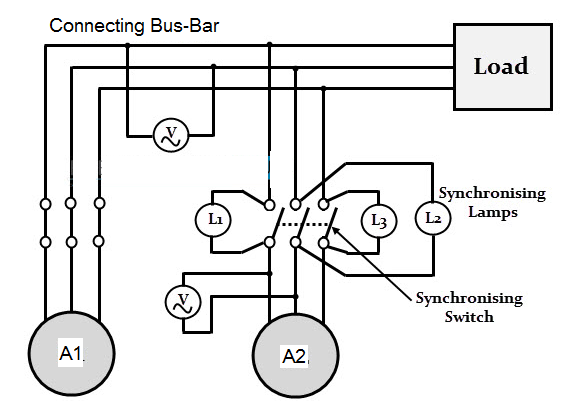 Connecting Bus-Bar
Load
V
L1
L3
L2
Synchronising
Lamps
V
Synchronising
Switch
A1
A2